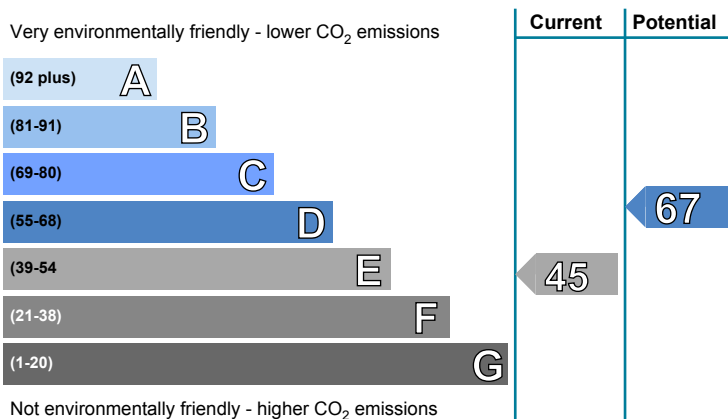 Very environmentally friendly - lower CO2 emissions
Current
Potential
(92 plus) A
(81-91) B
(69-80) C
(55-68) D
67
(39-54 E
45
(21-38) F
(1-20) G
Not environmentally friendly - higher CO2 emissions